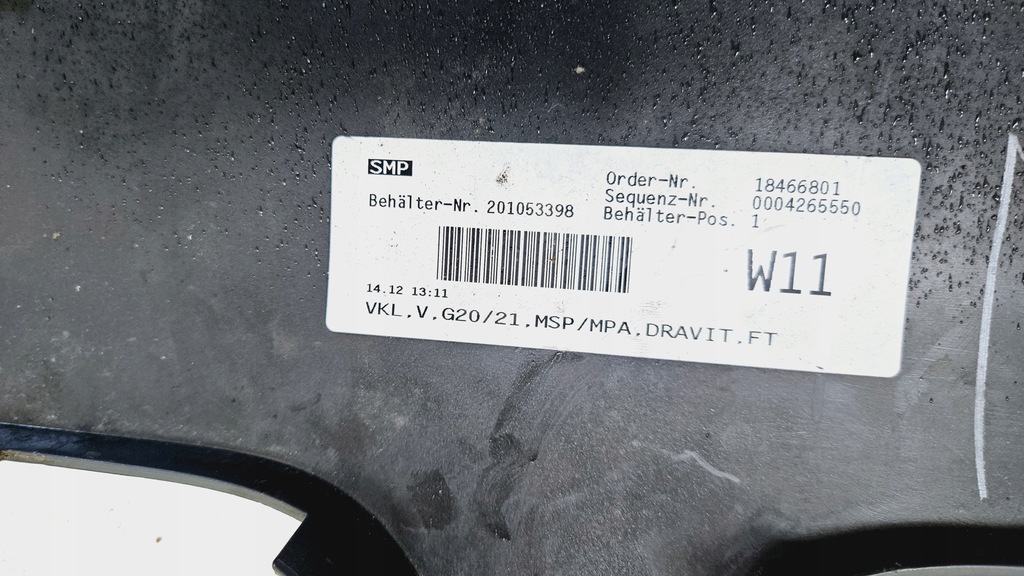 SMP
Order-Nr. 18466801
Sequenz-Nr. 0004265550
Behälter-Nr. 201053398 Behälter-Pos. 1
W11
14.12 13:11
VKL.V.G20/21.MSP/MPA.DRAVIT.FT